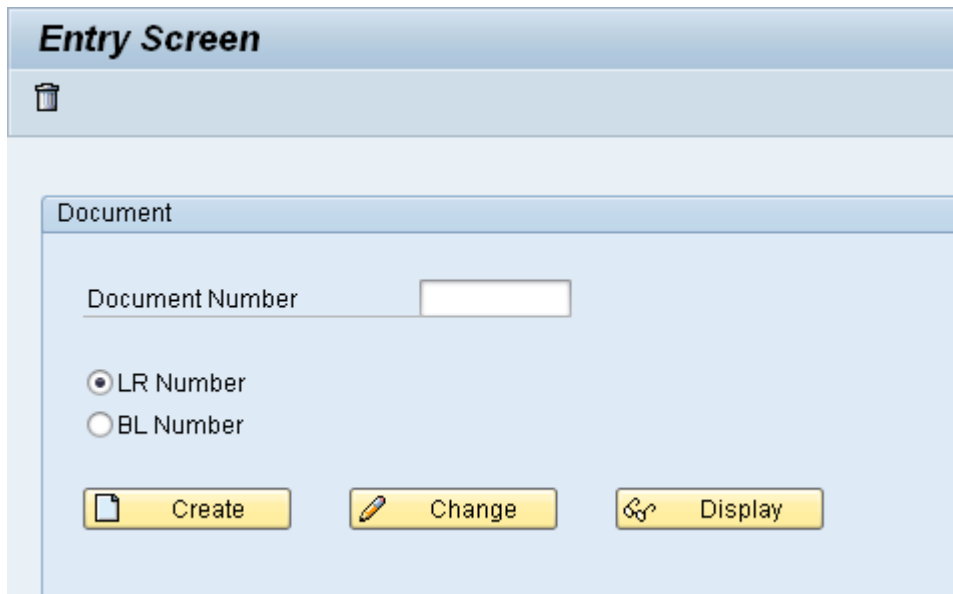 Entry Screen
Document
Document Number
LR Number
BL Number
Create Change Display